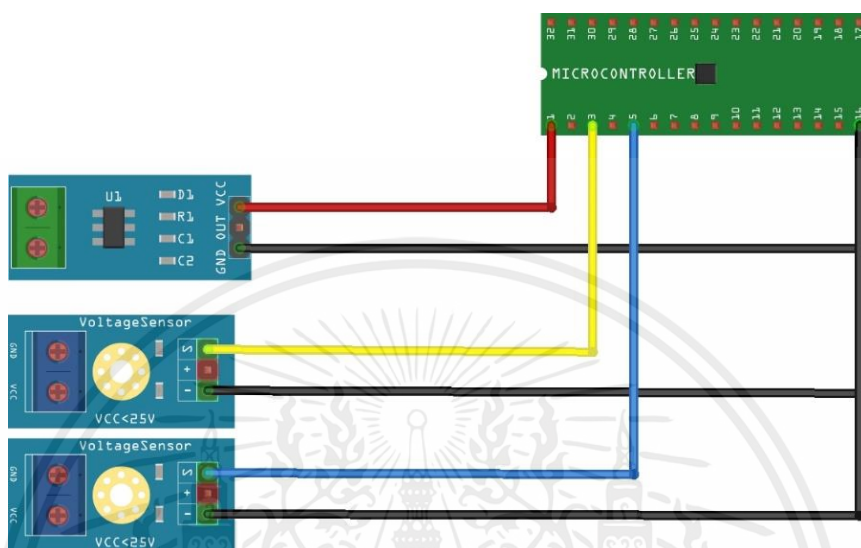 32 31 30 29 28 27 26 25 24 23 22 21 20 19 18 17
MICROCONTROLLER
1 2 3 4 5 6 7 8 9 10 11 12 13 14 15 16
U1
D1
R1
C1
C2
GND OUT VCC
VoltageSensor
GND
VCC
S
+
-
VCC<25V
VoltageSensor
GND
VCC
S
+
-
VCC<25V